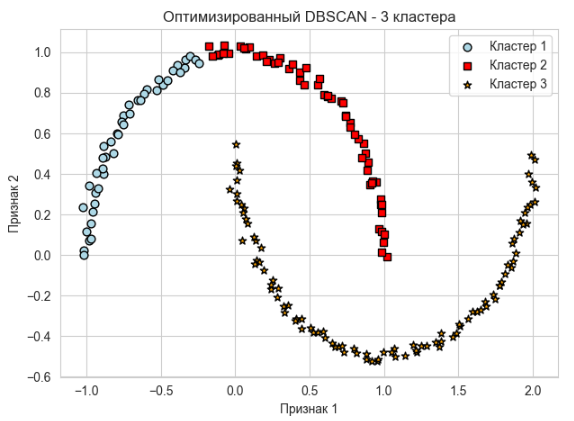 Оптимизированный DBSCAN - 3 кластера
Кластер 1
Кластер 2
Кластер 3
Признак 2
1.0
0.8
0.6
0.4
0.2
0.0
−0.2
−0.4
−0.6
−1.0 −0.5 0.0 0.5 1.0 1.5 2.0
Признак 1